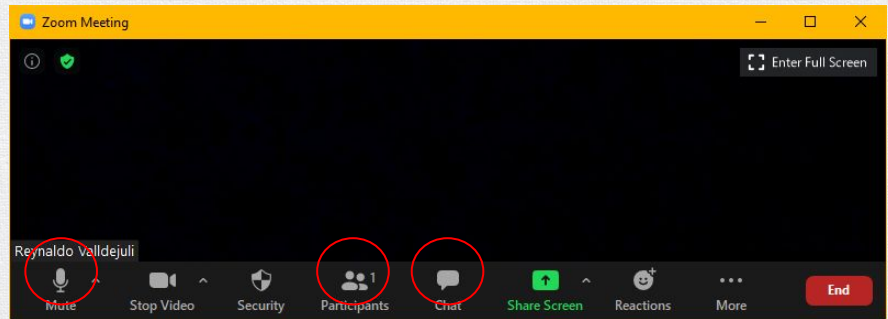 Zoom Meeting
Enter Full Screen
Reynaldo Valldejuli
1
Mute Stop Video Security Participants Chat Share Screen Reactions More End